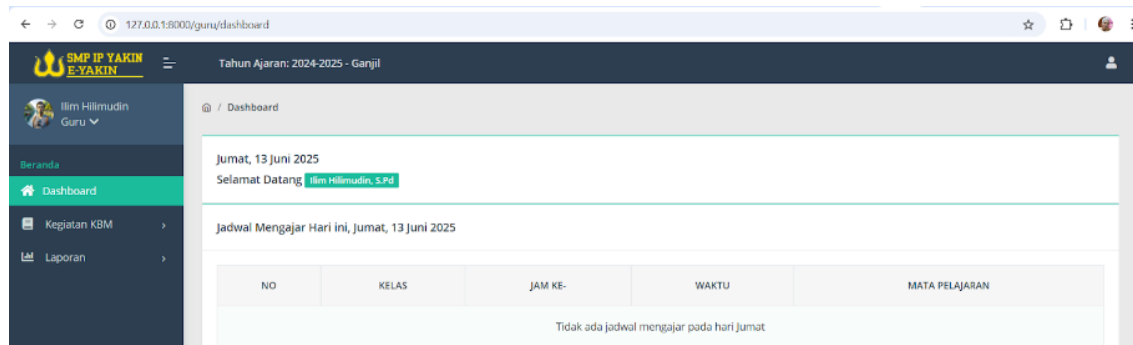 127.0.0.1:8000/guru/dashboard
SMP IP YAKIN
E-YAKIN
Tahun Ajaran: 2024-2025 - Ganjil
Ilim Hilimudin
Guru
/ Dashboard
Beranda
Dashboard
Kegiatan KBM
Laporan
Jumat, 13 Juni 2025
Selamat Datang Ilim Hilimudin, S.Pd
Jadwal Mengajar Hari ini, Jumat, 13 Juni 2025
NO KELAS JAM KE- WAKTU MATA PELAJARAN
Tidak ada jadwal mengajar pada hari Jumat